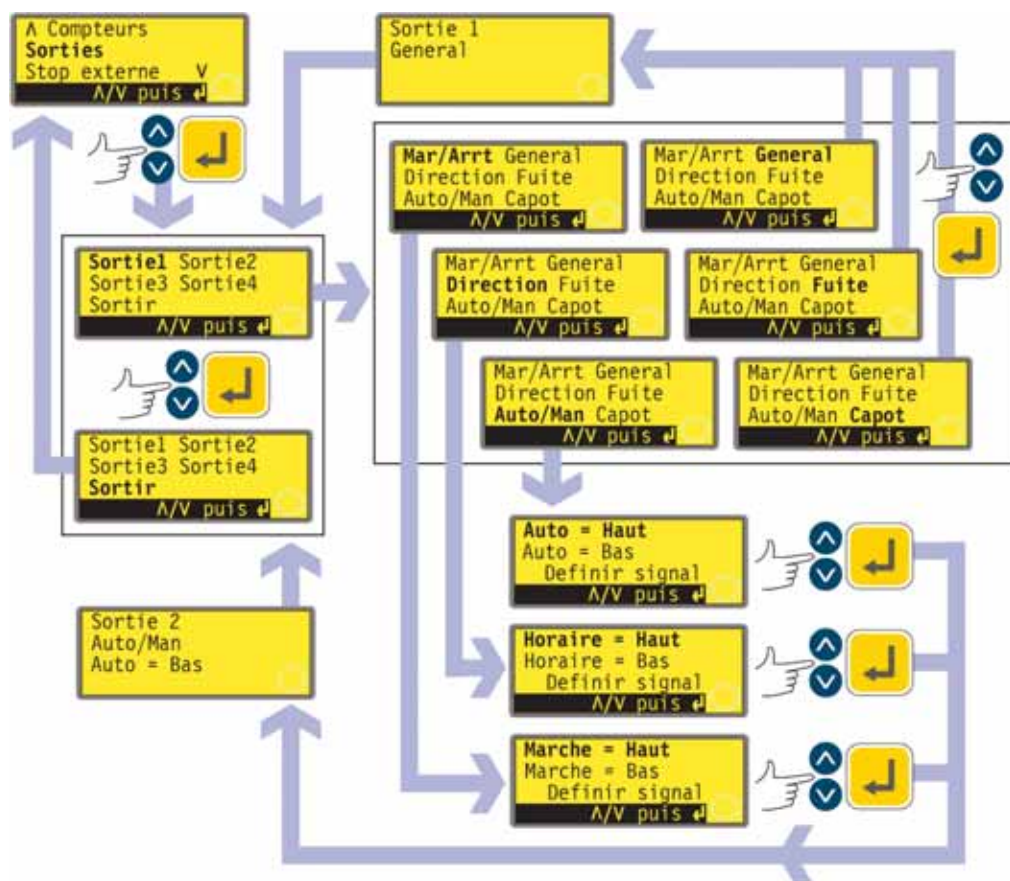 Λ Compteurs
Sorties
Stop externe V
Λ/V puis ↲
Sortie 1
General
Mar/Arrt General
Direction Fuite
Auto/Man Capot
Λ/V puis ↲
Mar/Arrt General
Direction Fuite
Auto/Man Capot
Λ/V puis ↲
Sortie1 Sortie2
Sortie3 Sortie4
Sortir
Λ/V puis ↲
Mar/Arrt General
Direction Fuite
Auto/Man Capot
Λ/V puis ↲
Mar/Arrt General
Direction Fuite
Auto/Man Capot
Λ/V puis ↲
Mar/Arrt General
Direction Fuite
Auto/Man Capot
Λ/V puis ↲
Mar/Arrt General
Direction Fuite
Auto/Man Capot
Λ/V puis ↲
Sortie1 Sortie2
Sortie3 Sortie4
Sortir
Λ/V puis ↲
Auto = Haut
Auto = Bas
Definir signal
Λ/V puis ↲
Sortie 2
Auto/Man
Auto = Bas
Horaire = Haut
Horaire = Bas
Definir signal
Λ/V puis ↲
Marche = Haut
Marche = Bas
Definir signal
Λ/V puis ↲